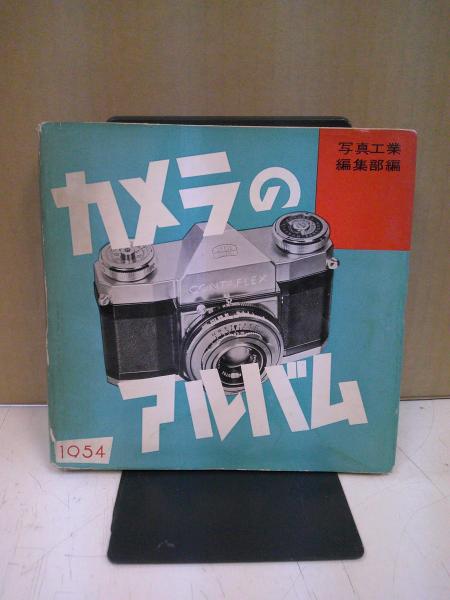 写真工業
編集部編
カメラの
CONTAFLEX
アルバム
1954